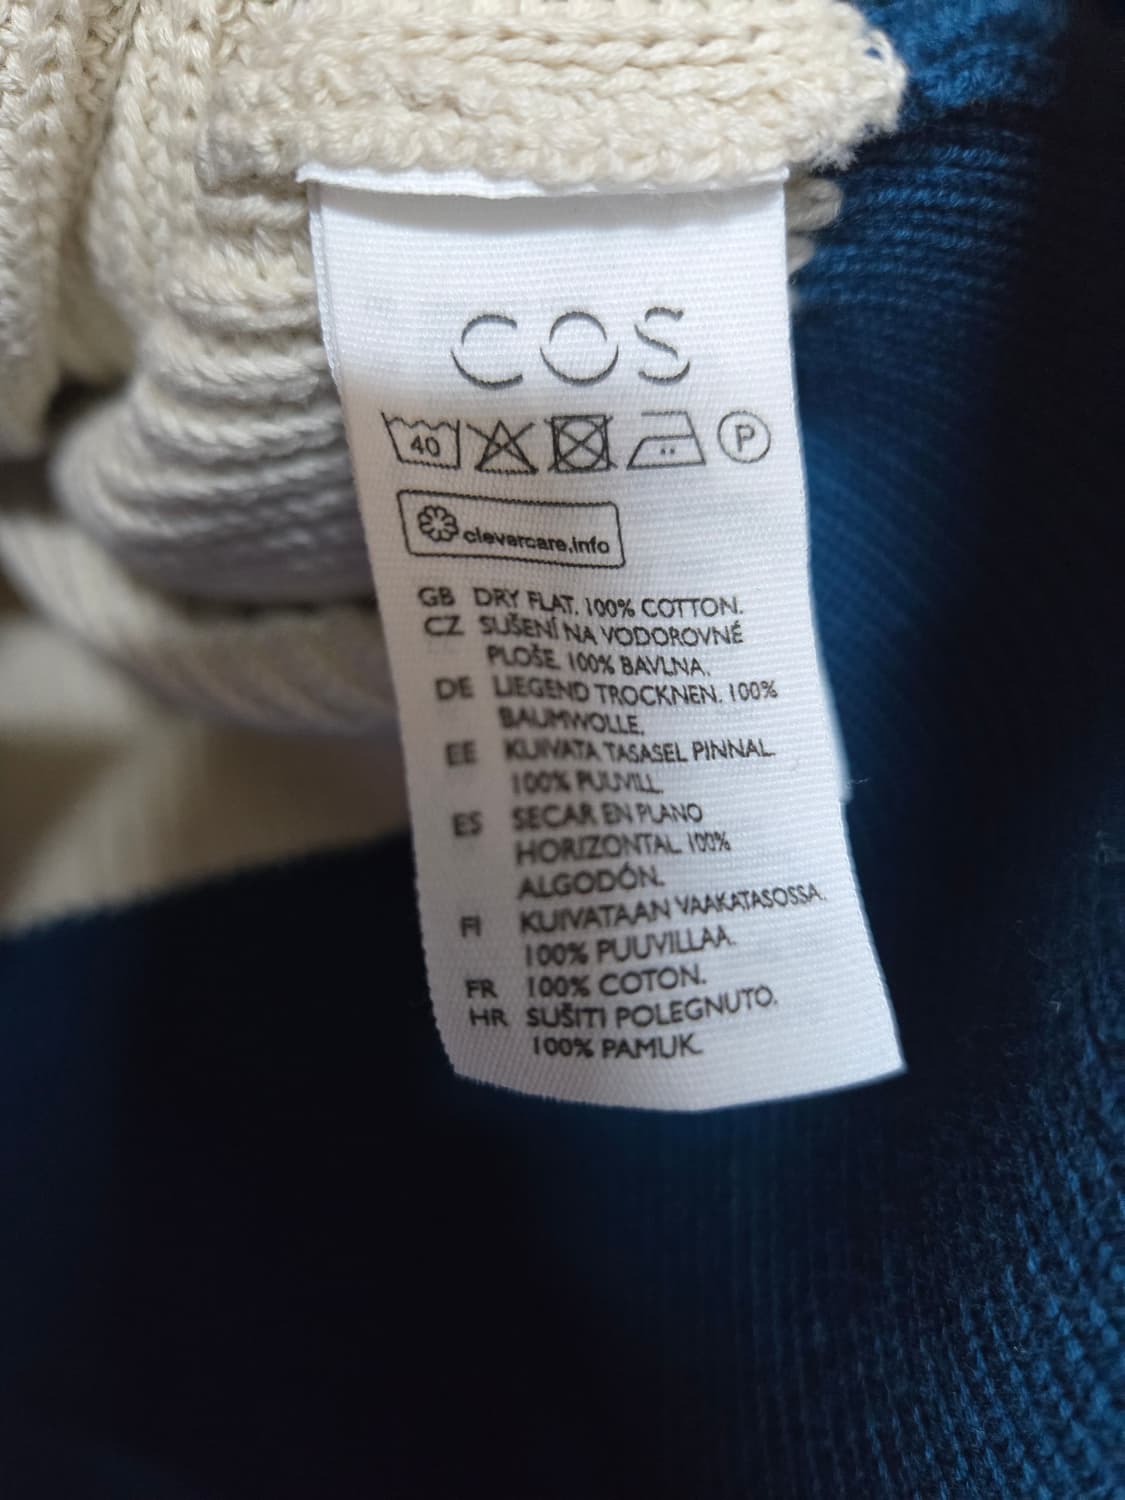 COS
40 P
clevercare.info
GB DRY FLAT. 100% COTTON.
CZ SUŠENÍ NA VODOROVNÉ
PLOŠE. 100% BAVLNA.
DE LIEGEND TROCKNEN. 100%
BAUMWOLLE.
EE KUIVATA TASASEL PINNAL.
100% PUUVILL.
ES SECAR EN PLANO
HORIZONTAL. 100%
ALGODÓN.
FI KUIVATAAN VAAKATASOSSA.
100% PUUVILLAA.
FR 100% COTON.
HR SUŠITI POLEGNUTO.
100% PAMUK.